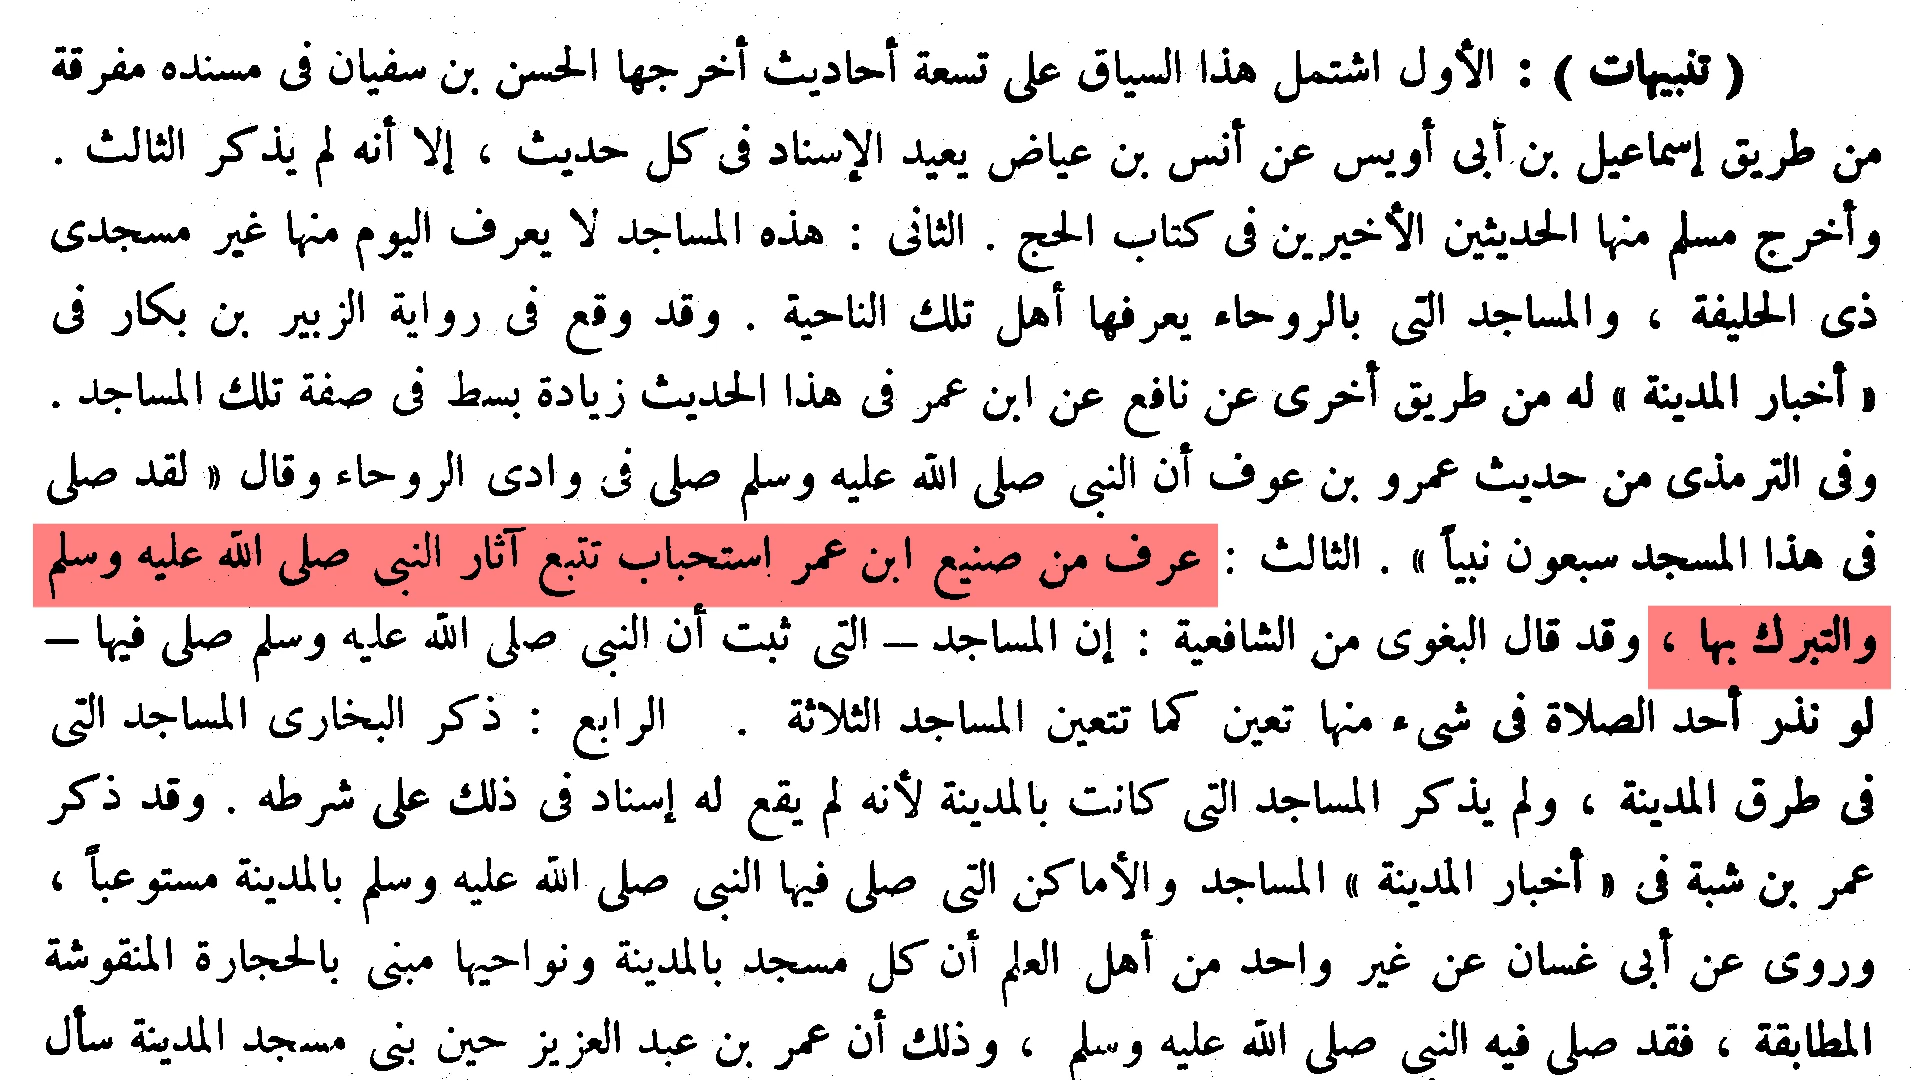 ( تنبيهات ) : الأول اشتمل هذا السياق على تسعة أحاديث أخرجها الحسن بن سفيان فى مسنده مفرقة
من طريق إسماعيل بن أبى أويس عن أنس بن عياض يعيد الإسناد فى كل حديث ، إلا أنه لم يذكر الثالث .
وأخرج مسلم منها الحديثين الأخيرين فى كتاب الحج . الثانى : هذه المساجد لا يعرف اليوم منها غير مسجدى
ذى الحليفة ، والمساجد التى بالروحاء يعرفها أهل تلك الناحية . وقد وقع فى رواية الزبير بن بكار فى
« أخبار المدينة » له من طريق أخرى عن نافع عن ابن عمر فى هذا الحديث زيادة بسط فى صفة تلك المساجد .
وفى الترمذى من حديث عمرو بن عوف أن النبى صلى الله عليه وسلم صلى فى وادى الروحاء وقال « لقد صلى
فى هذا المسجد سبعون نبياً » . الثالث : عرف من صنيع ابن عمر استحباب تتبع آثار النبى صلى الله عليه وسلم
والتبرك بها ، وقد قال البغوى من الشافعية : إن المساجد – التى ثبت أن النبى صلى الله عليه وسلم صلى فيها –
لو نذر أحد الصلاة فى شىء منها تعين كما تتعين المساجد الثلاثة . الرابع : ذكر البخارى المساجد التى
فى طرق المدينة ، ولم يذكر المساجد التى كانت بالمدينة لأنه لم يقع له إسناد فى ذلك على شرطه . وقد ذكر
عمر بن شبة فى « أخبار المدينة » المساجد والأماكن التى صلى فيها النبى صلى الله عليه وسلم بالمدينة مستوعباً ،
وروى عن أبى غسان عن غير واحد من أهل العلم أن كل مسجد بالمدينة ونواحيها مبنى بالحجارة المنقوشة
المطابقة ، فقد صلى فيه النبى صلى الله عليه وسلم ، وذلك أن عمر بن عبد العزيز حين بنى مسجد المدينة سأل